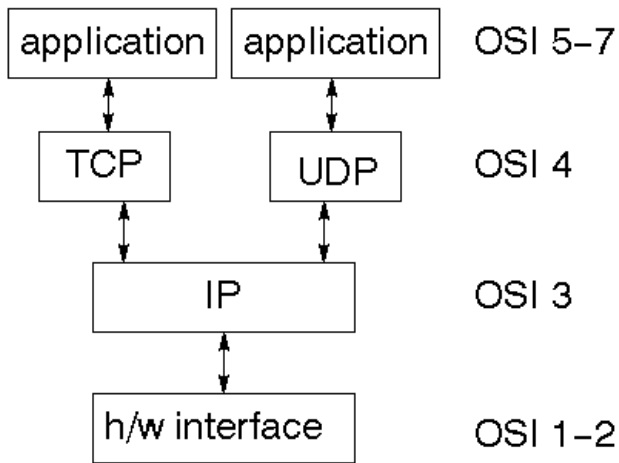 application application OSI 5–7
TCP UDP OSI 4
IP OSI 3
h/w interface OSI 1–2